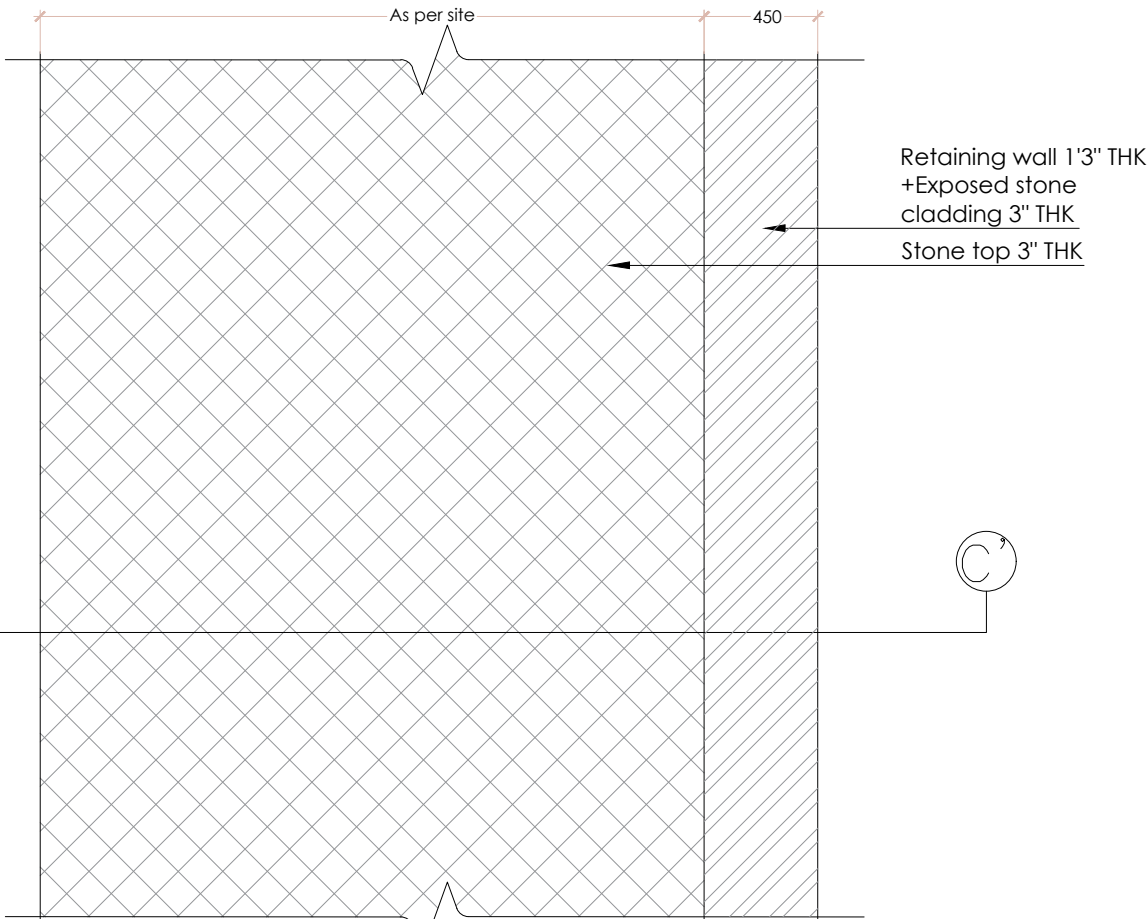 As per site
450
Retaining wall 1'3" THK
+Exposed stone
cladding 3" THK
Stone top 3" THK
C'